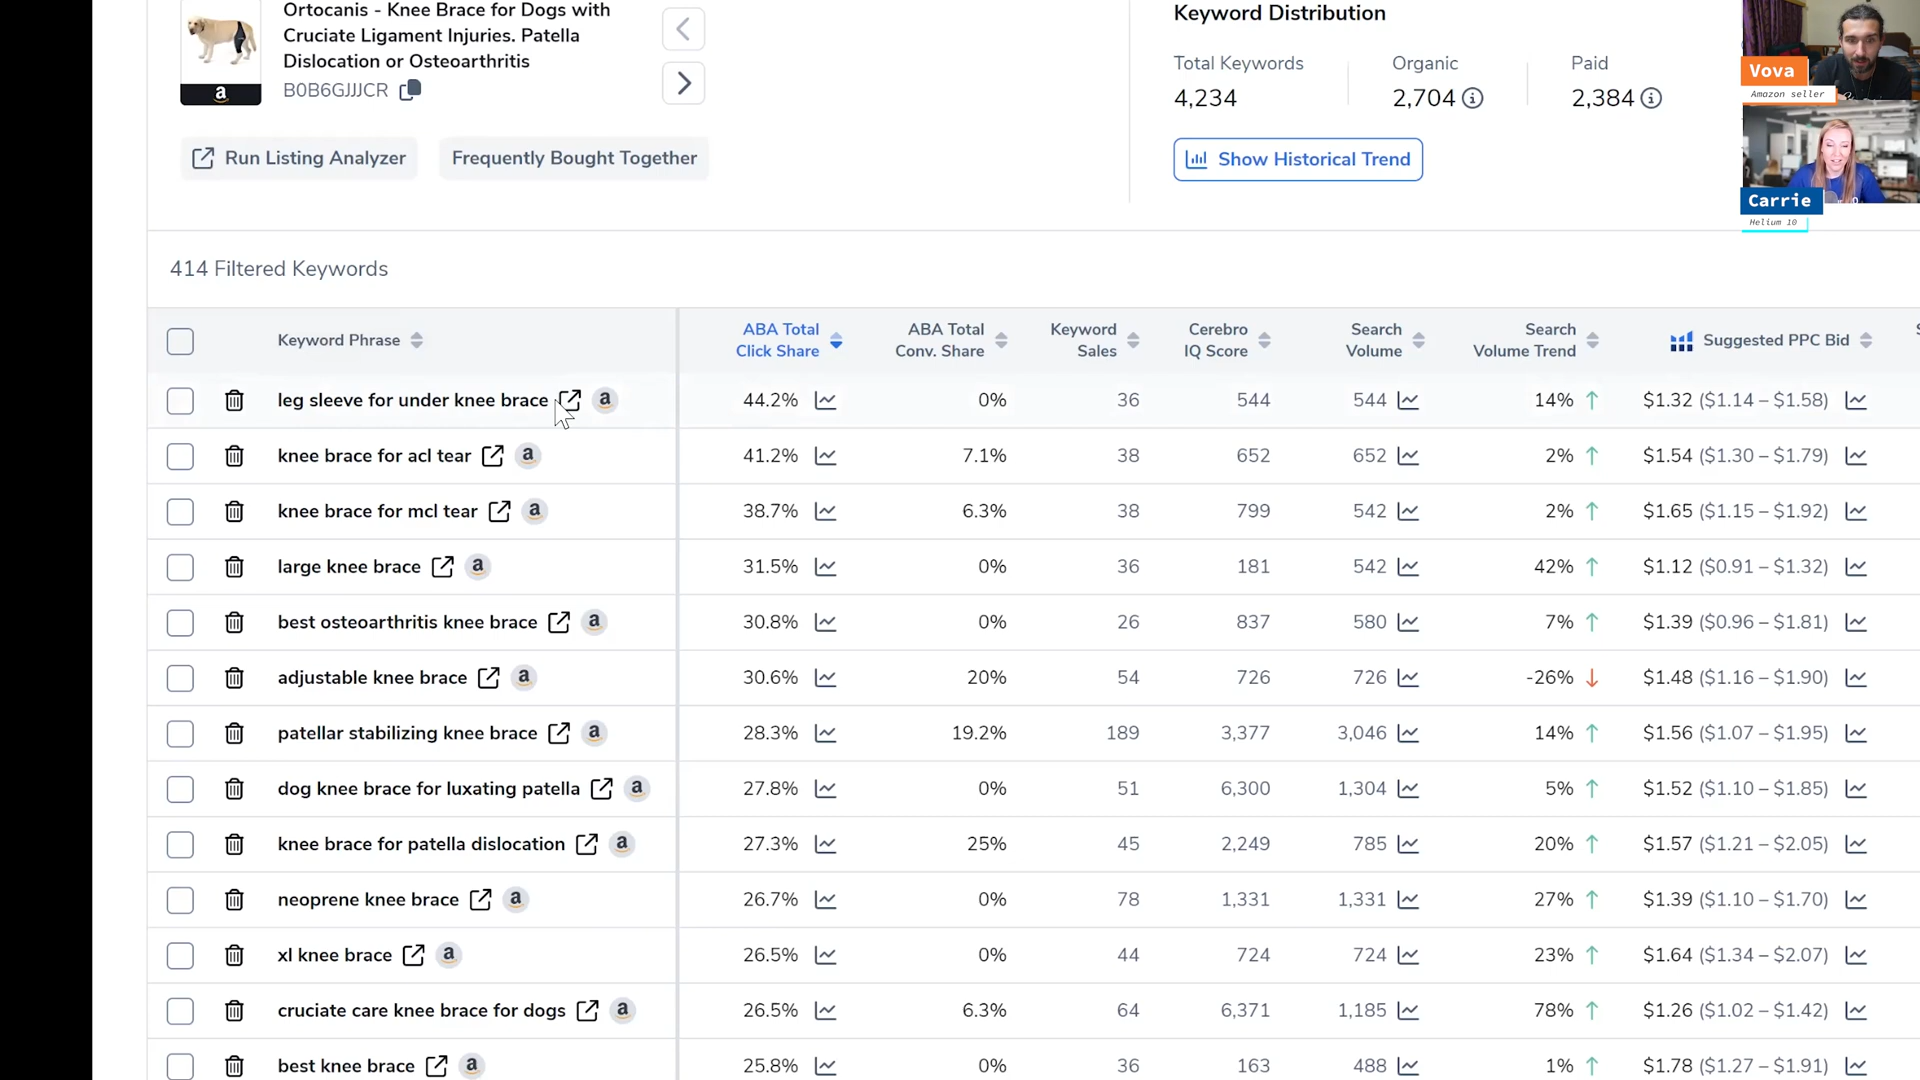 Ortocanis - Knee Brace for Dogs with
Cruciate Ligament Injuries. Patella
Dislocation or Osteoarthritis
B0B6GJJJCR
a
Run Listing Analyzer
Frequently Bought Together
Keyword Distribution
Total Keywords Organic Paid
4,234 2,704 2,384
Show Historical Trend
Vova
Amazon seller
Carrie
Helium 10
414 Filtered Keywords
Keyword Phrase ABA Total Click Share ABA Total Conv. Share Keyword Sales Cerebro IQ Score Search Volume Search Volume Trend Suggested PPC Bid
leg sleeve for under knee brace a 44.2% 0% 36 544 544 14% $1.32 ($1.14 – $1.58)
knee brace for acl tear a 41.2% 7.1% 38 652 652 2% $1.54 ($1.30 – $1.79)
knee brace for mcl tear a 38.7% 6.3% 38 799 542 2% $1.65 ($1.15 – $1.92)
large knee brace a 31.5% 0% 36 181 542 42% $1.12 ($0.91 – $1.32)
best osteoarthritis knee brace a 30.8% 0% 26 837 580 7% $1.39 ($0.96 – $1.81)
adjustable knee brace a 30.6% 20% 54 726 726 -26% $1.48 ($1.16 – $1.90)
patellar stabilizing knee brace a 28.3% 19.2% 189 3,377 3,046 14% $1.56 ($1.07 – $1.95)
dog knee brace for luxating patella a 27.8% 0% 51 6,300 1,304 5% $1.52 ($1.10 – $1.85)
knee brace for patella dislocation a 27.3% 25% 45 2,249 785 20% $1.57 ($1.21 – $2.05)
neoprene knee brace a 26.7% 0% 78 1,331 1,331 27% $1.39 ($1.10 – $1.70)
xl knee brace a 26.5% 0% 44 724 724 23% $1.64 ($1.34 – $2.07)
cruciate care knee brace for dogs a 26.5% 6.3% 64 6,371 1,185 78% $1.26 ($1.02 – $1.42)
best knee brace a 25.8% 0% 36 163 488 1% $1.78 ($1.27 – $1.91)